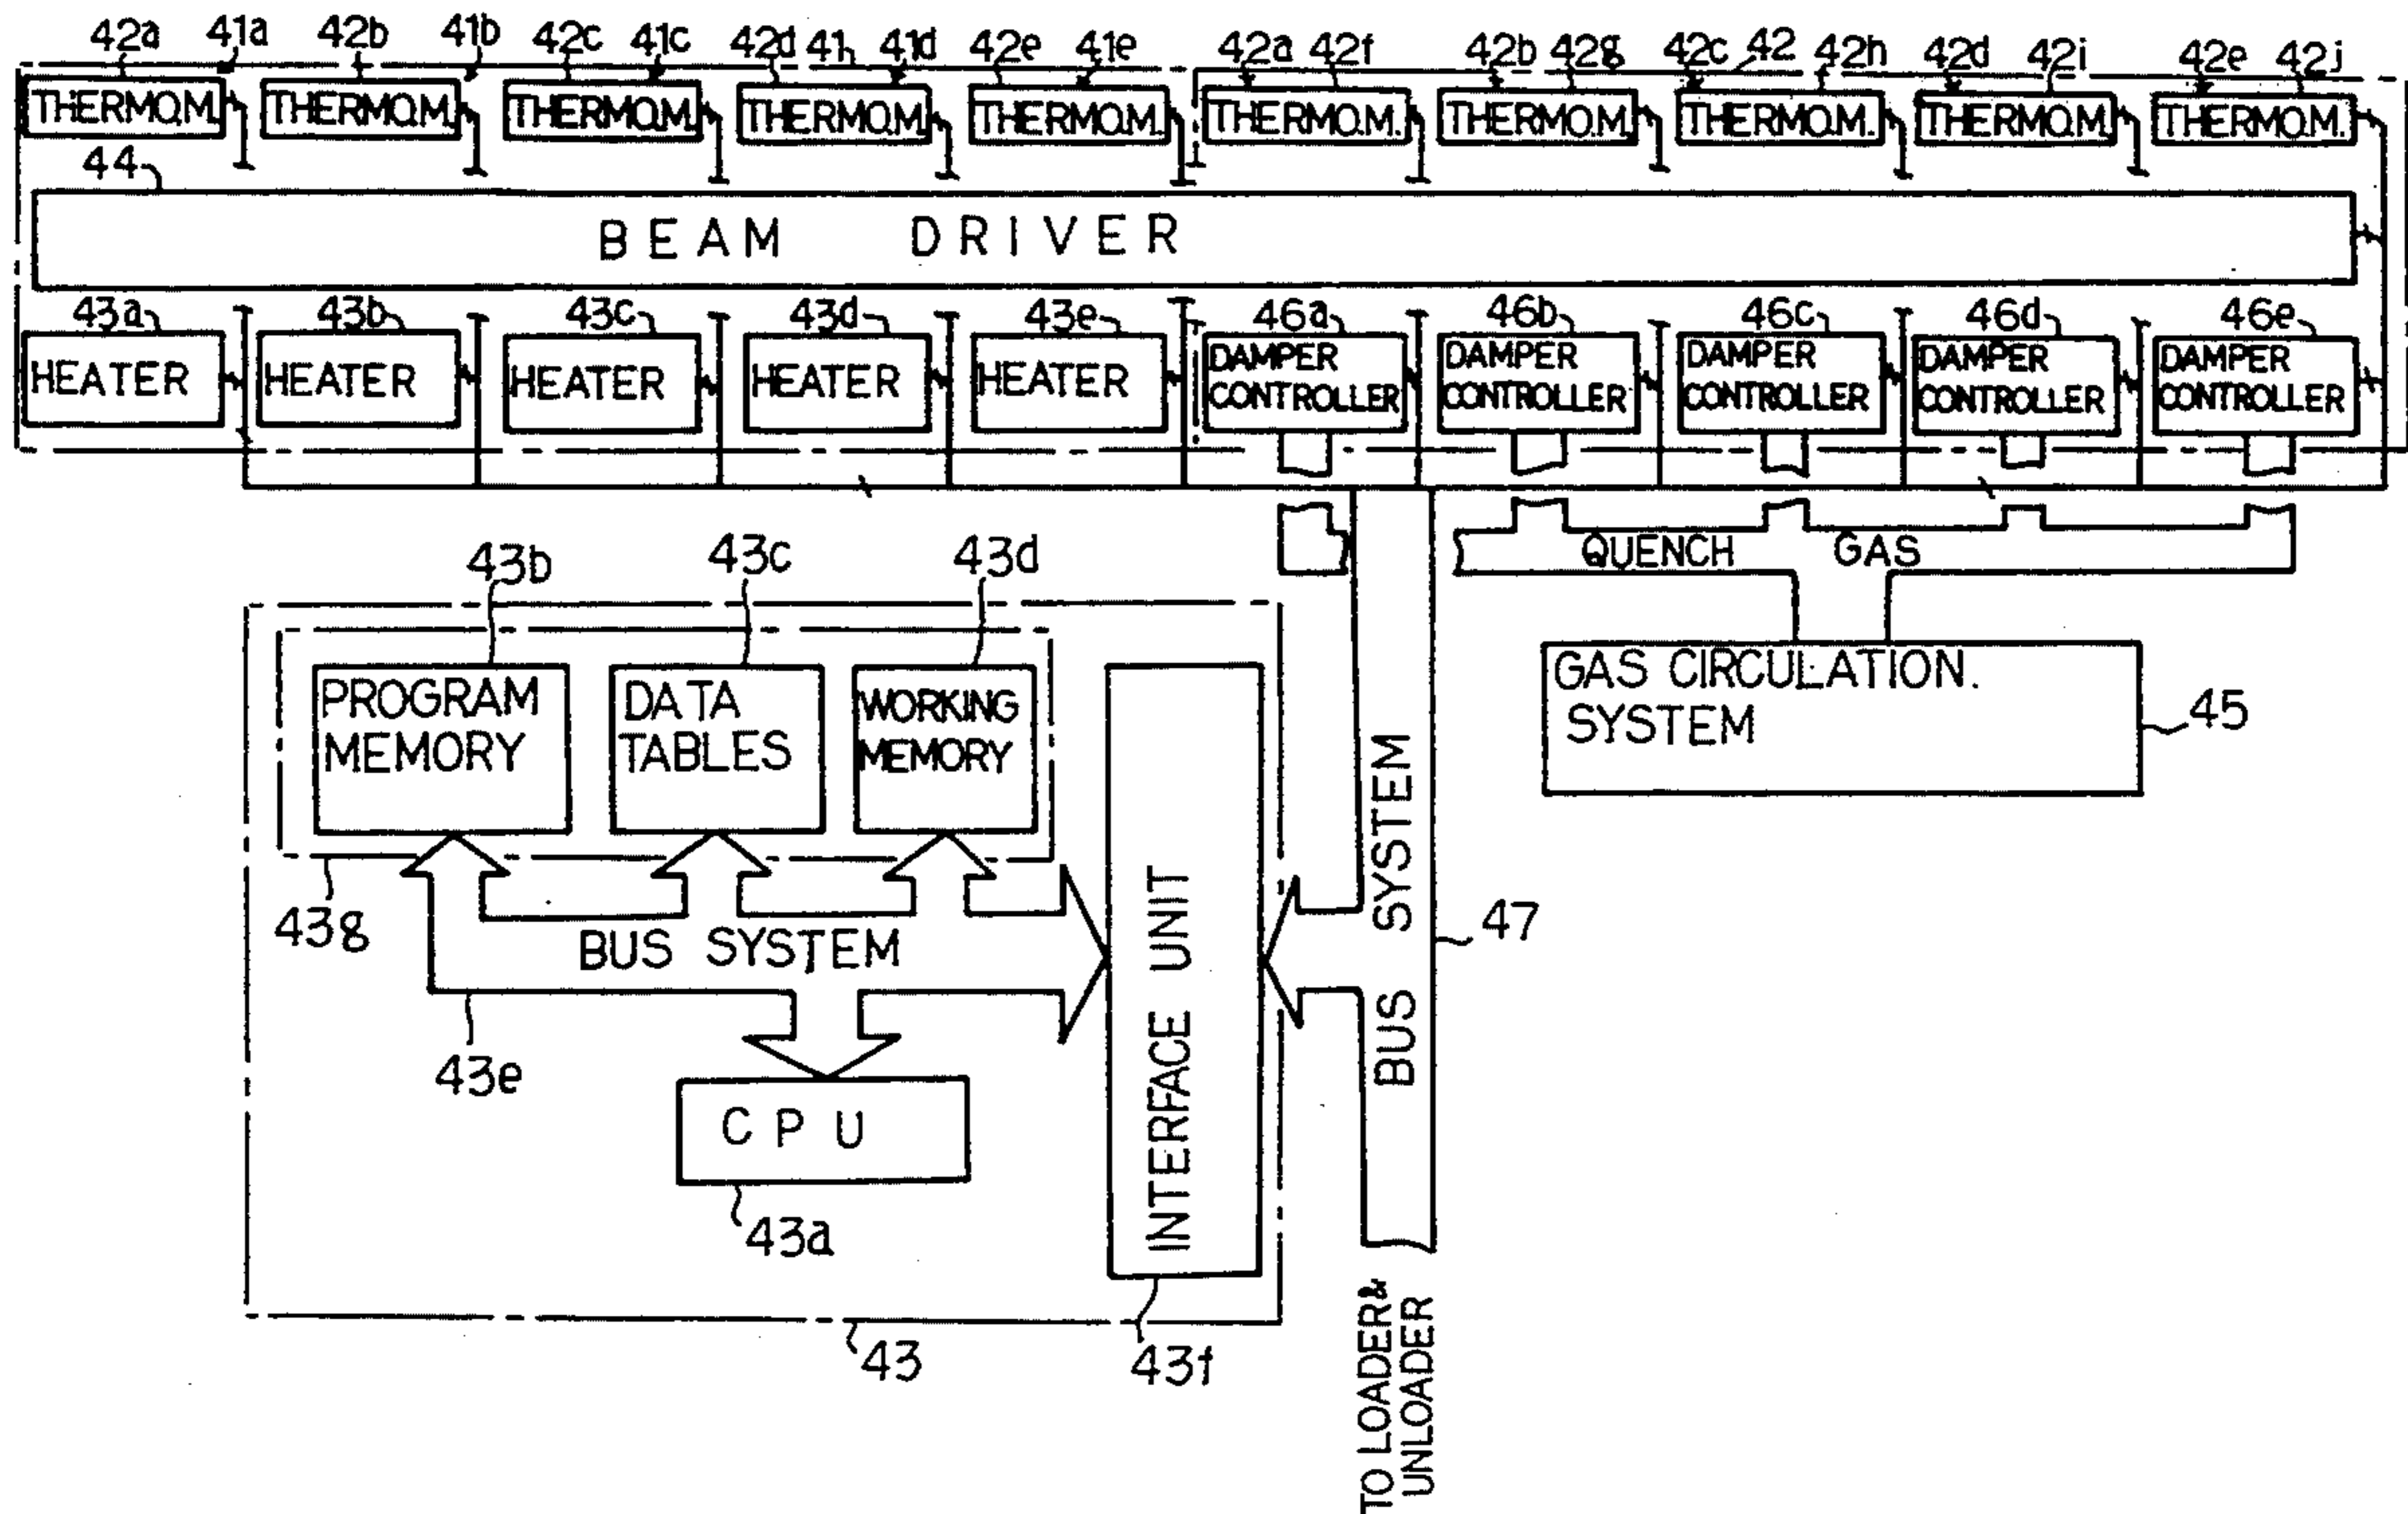 42a 41a 42b 41b 42c 41c 42d 41 41d 42e 41e 42a 42f 42b 42g 42c 42 42h 42d 42i 42e 42j
THERMO.M. THERMO.M. THERMO.M. THERMO.M. THERMO.M. THERMO.M. THERMO.M. THERMO.M. THERMO.M. THERMO.M.
44
BEAM DRIVER
43a 43b 43c 43d 43e 46a 46b 46c 46d 46e
HEATER HEATER HEATER HEATER HEATER
DAMPER CONTROLLER
DAMPER CONTROLLER
DAMPER CONTROLLER
DAMPER CONTROLLER
DAMPER CONTROLLER
QUENCH GAS
GAS CIRCULATION.
SYSTEM
45
43b 43c 43d
PROGRAM
MEMORY
DATA
TABLES
WORKING
MEMORY
43g
BUS SYSTEM
43e
CPU
43a
INTERFACE UNIT
43f
43
BUS SYSTEM
47
TO LOADER&
UNLOADER